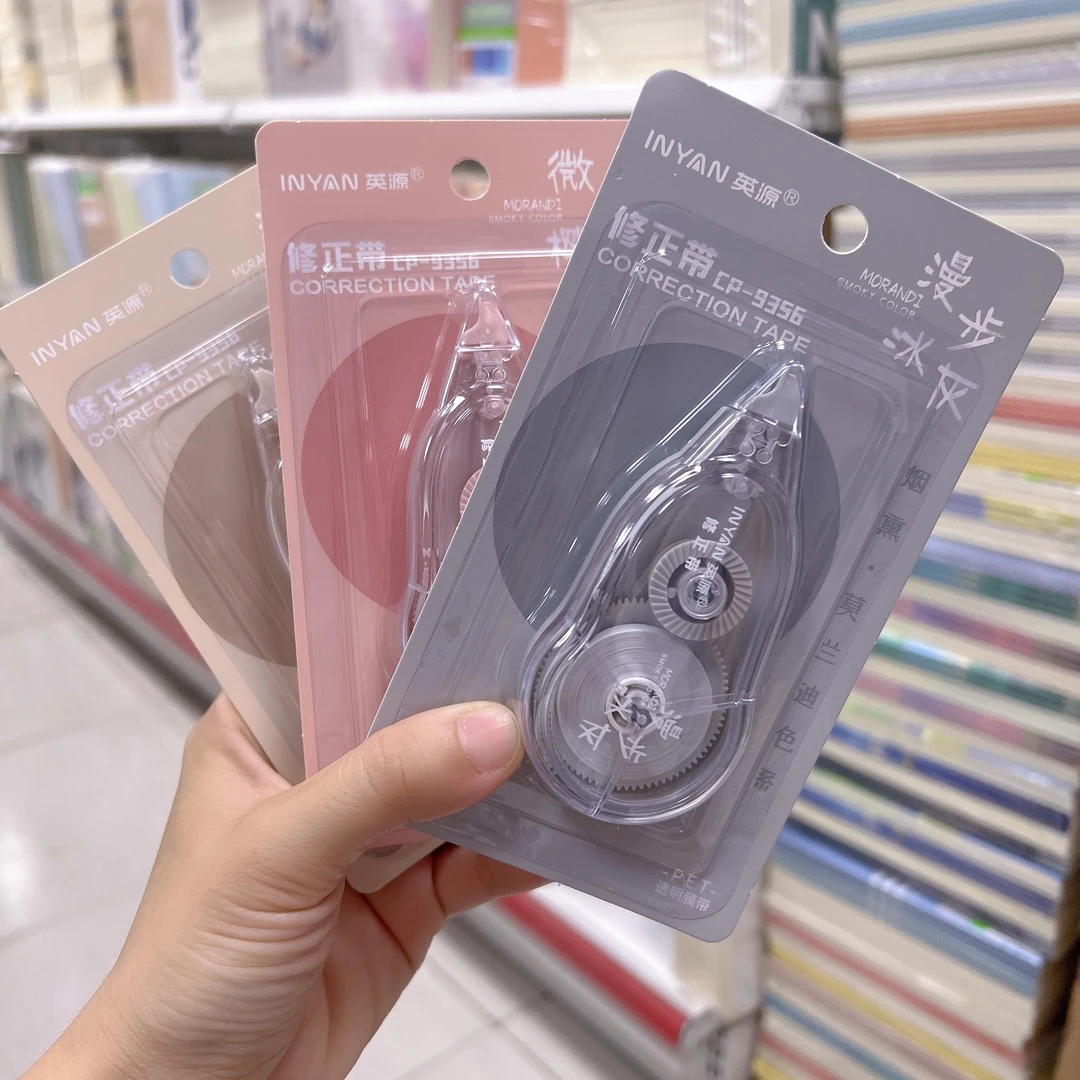 INYAN 英源®
修正带 CP-9356
CORRECTION TAPE
INYAN 英源®
MORANDI
SMOKY COLOR
微
修正带 CP-9356
CORRECTION TAPE
INYAN 英源®
MORANDI
SMOKY COLOR
漫步
冰灰
修正带 CP-9356
CORRECTION TAPE
烟熏·莫兰迪色系
INYAN 英源®
修正带
-PET-
透明膜带